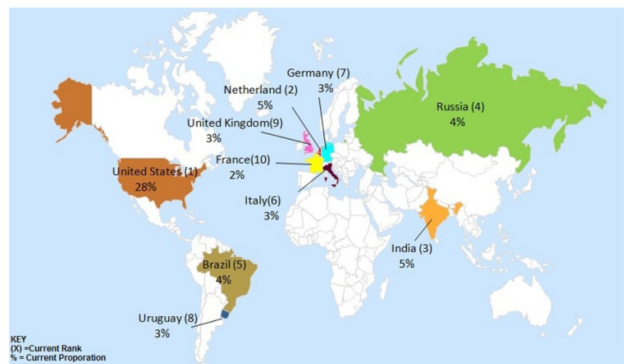 Germany (7)
3%
Netherland (2)
5%
United Kingdom(9)
3%
Russia (4)
4%
France(10)
2%
United States (1)
28%
Italy(6)
3%
India (3)
5%
Brazil (5)
4%
Uruguay (8)
3%
KEY
(X) =Current Rank
% = Current Proporation